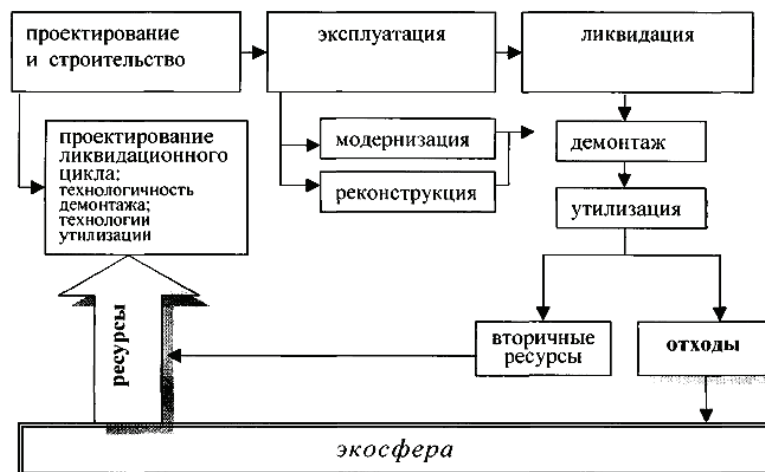 проектирование
и строительство
эксплуатация
ликвидация
проектирование
ликвидационного
цикла;
технологичность
демонтажа;
технологии
утилизации
модернизация
реконструкция
демонтаж
утилизация
ресурсы
вторичные
ресурсы
отходы
экосфера